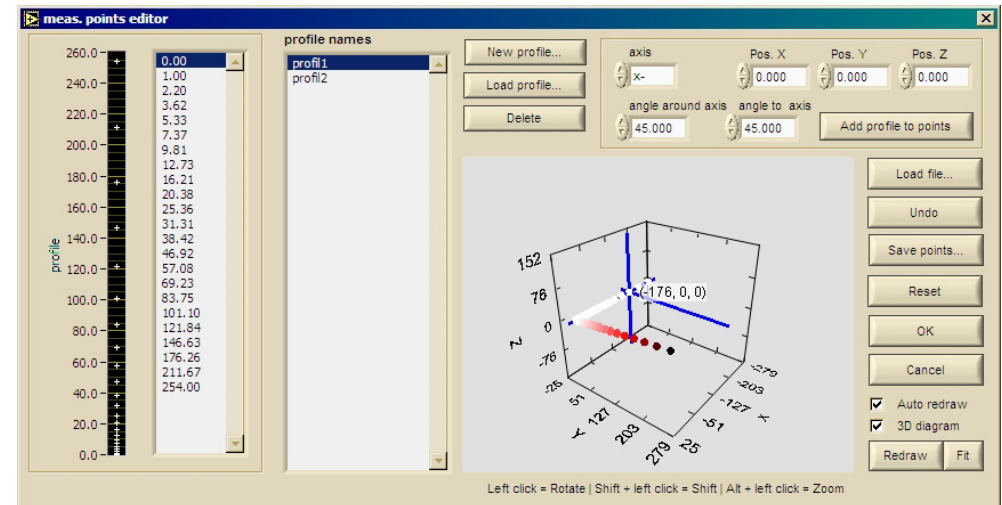 meas. points editor
260.0
240.0
220.0
200.0
180.0
160.0
140.0
120.0
100.0
80.0
60.0
40.0
20.0
0.0
profile
0.00
1.00
2.20
3.62
5.33
7.37
9.81
12.73
16.21
20.38
25.36
31.31
38.42
46.92
57.08
69.23
83.75
101.10
121.84
146.63
176.26
211.67
254.00
profile names
profil1
profil2
New profile...
Load profile...
Delete
axis Pos. X Pos. Y Pos. Z
x- 0.000 0.000 0.000
angle around axis angle to axis
45.000 45.000 Add profile to points
152
76
0
-76
Z
-25
51
127
203
279
Y
-279
-203
-127
-51
25
X
(-176, 0, 0)
Left click = Rotate | Shift + left click = Shift | Alt + left click = Zoom
Load file...
Undo
Save points...
Reset
OK
Cancel
Auto redraw
3D diagram
Redraw Fit